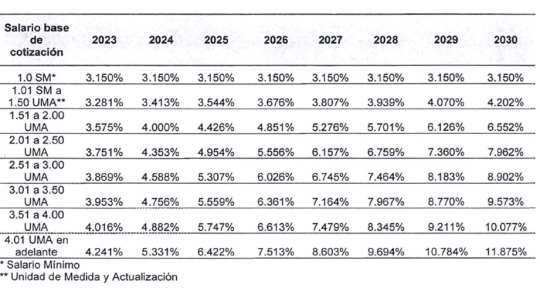 Salario base
de
cotización 2023 2024 2025 2026 2027 2028 2029 2030
1.0 SM* 3.150% 3.150% 3.150% 3.150% 3.150% 3.150% 3.150% 3.150%
1.01 SM a
1.50 UMA** 3.281% 3.413% 3.544% 3.676% 3.807% 3.939% 4.070% 4.202%
1.51 a 2.00
UMA 3.575% 4.000% 4.426% 4.851% 5.276% 5.701% 6.126% 6.552%
2.01 a 2.50
UMA 3.751% 4.353% 4.954% 5.556% 6.157% 6.759% 7.360% 7.962%
2.51 a 3.00
UMA 3.869% 4.588% 5.307% 6.026% 6.745% 7.464% 8.183% 8.902%
3.01 a 3.50
UMA 3.953% 4.756% 5.559% 6.361% 7.164% 7.967% 8.770% 9.573%
3.51 a 4.00
UMA 4.016% 4.882% 5.747% 6.613% 7.479% 8.345% 9.211% 10.077%
4.01 UMA en
adelante 4.241% 5.331% 6.422% 7.513% 8.603% 9.694% 10.784% 11.875%
* Salario Mínimo
** Unidad de Medida y Actualización